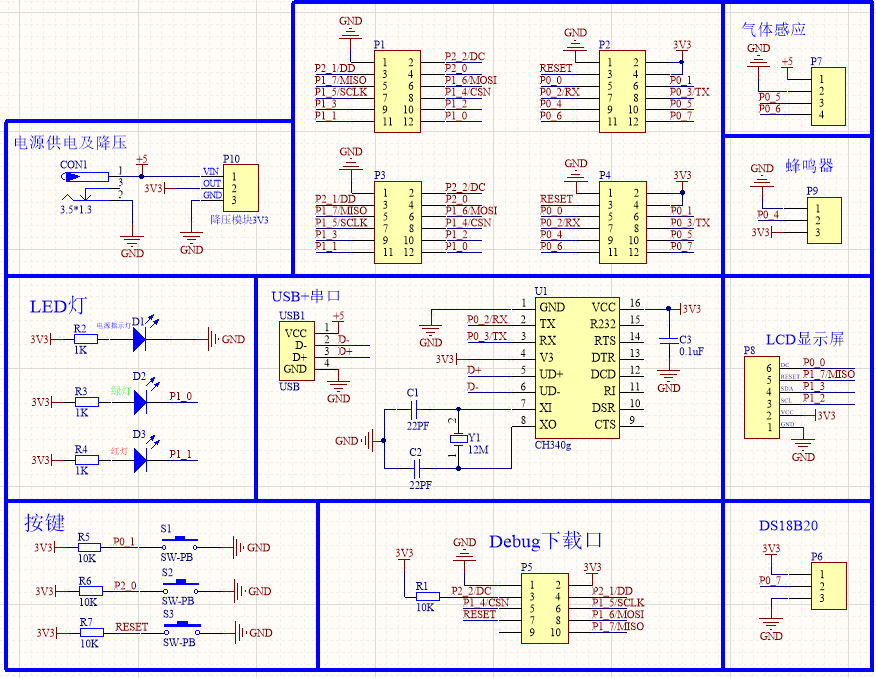 电源供电及降压
CON1
1
3
2
3.5*1.3
GND
+5
3V3
P10
VIN
OUT
GND
1
2
3
GND
降压模块3V3
GND
P1
1 2
3 4
5 6
7 8
9 10
11 12
P2_1/DD
P1_7/MISO
P1_5/SCLK
P1_3
P1_1
P2_2/DC
P2_0
P1_6/MOSI
P1_4/CSN
P1_2
P1_0
GND
P2
3V3
1 2
3 4
5 6
7 8
9 10
11 12
RESET
P0_0
P0_2/RX
P0_4
P0_6
P0_1
P0_3/TX
P0_5
P0_7
GND
P3
1 2
3 4
5 6
7 8
9 10
11 12
P2_1/DD
P1_7/MISO
P1_5/SCLK
P1_3
P1_1
P2_2/DC
P2_0
P1_6/MOSI
P1_4/CSN
P1_2
P1_0
GND
P4
3V3
1 2
3 4
5 6
7 8
9 10
11 12
RESET
P0_0
P0_2/RX
P0_4
P0_6
P0_1
P0_3/TX
P0_5
P0_7
气体感应
GND
+5
P7
1
2
3
4
P0_5
P0_6
蜂鸣器
GND
P9
1
2
3
P0_4
3V3
LED灯
3V3
R2
1K
电源指示灯
D1
GND
3V3
R3
1K
绿灯
D2
P1_0
3V3
R4
1K
红灯
D3
P1_1
USB+串口
USB1
VCC 1
D- 2
D+ 3
GND 4
USB
+5
D-
D+
GND
U1
1 GND VCC 16
2 TX R232 15
3 RX RTS 14
4 V3 DTR 13
5 UD+ DCD 12
6 UD- RI 11
7 XI DSR 10
8 XO CTS 9
CH340g
GND
P0_2/RX
P0_3/TX
3V3
D+
D-
3V3
C3
0.1uF
GND
GND
C1
22PF
C2
22PF
2
1
Y1
12M
LCD显示屏
P8
6 DC P0_0
5 RESET P1_7/MISO
4 SDA P1_3
3 SCL P1_2
2 VCC 3V3
1 GND
GND
按键
3V3
R5
10K
P0_1
S1
SW-PB
GND
3V3
R6
10K
P2_0
S2
SW-PB
GND
3V3
R7
10K
RESET
S3
SW-PB
GND
Debug下载口
3V3
R1
10K
GND
P5
3V3
1 2
3 4
5 6
7 8
9 10
P2_2/DC
P1_4/CSN
RESET
P2_1/DD
P1_5/SCLK
P1_6/MOSI
P1_7/MISO
DS18B20
3V3
P6
1
2
3
P0_7
GND